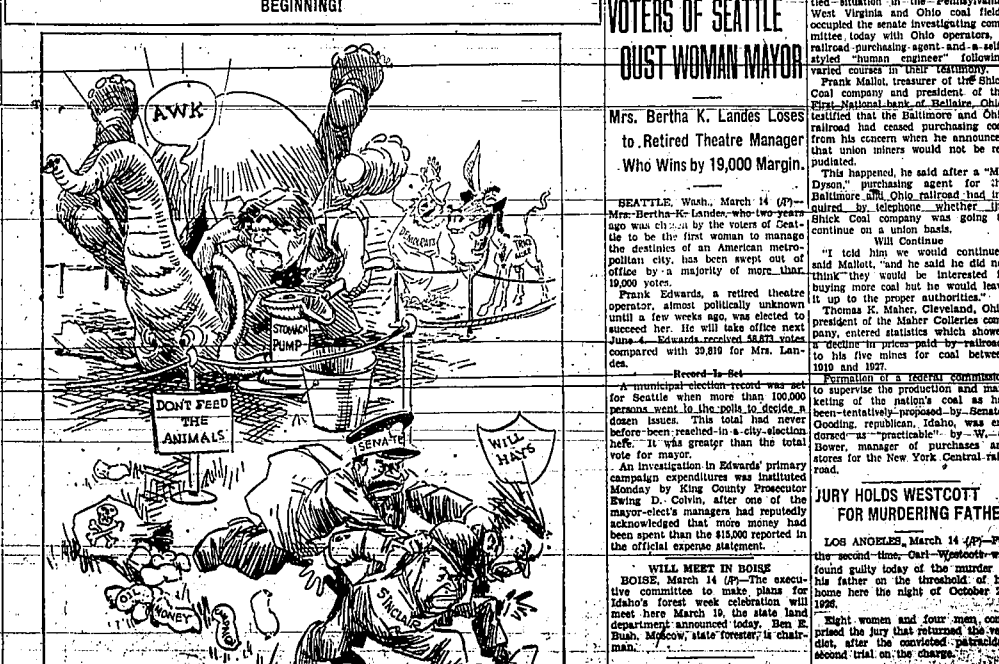 BEGINNING!
AWK
DEMOCRATS
STOMACH
PUMP
DON'T FEED
THE
ANIMALS
SENATE
WILL
HAYS
OIL
MONEY
SINCLAIR
VOTERS OF SEATTLE
OUST WOMAN MAYOR
Mrs. Bertha K. Landes Loses
to Retired Theatre Manager
Who Wins by 19,000 Margin.
SEATTLE, Wash., March 14 (AP)—
Mrs. Bertha K. Landes, who two years
ago was chosen by the voters of Seat-
tle to be the first woman to manage
the destinies of an American metro-
politan city, has been swept out of
office by a majority of more than
19,000 votes.
Frank Edwards, a retired theatre
operator, almost politically unknown
until a few weeks ago, was elected to
succeed her. He will take office next
June 4. Edwards received 58,873 votes
compared with 39,819 for Mrs. Lan-
des.
Record Is Set
A municipal election record was set
for Seattle when more than 100,000
persons went to the polls to decide a
dozen issues. This total had never
before been reached in a city election
here. It was greater than the total
vote for mayor.
An investigation in Edwards' primary
campaign expenditures was instituted
Monday by King County Prosecutor
Ewing D. Colvin, after one of the
mayor-elect's managers had reputedly
acknowledged that more money had
been spent than the $15,000 reported in
the official expense statement.
WILL MEET IN BOISE
BOISE, March 14 (AP)—The execu-
tive committee to make plans for
Idaho's forest week celebration will
meet here March 19, the state land
department announced today. Ben E.
Bush, Moscow, state forester, is chair-
man.
tied situation in the Pennsylvania
West Virginia and Ohio coal field
occupied the senate investigating com
mittee today with Ohio operators,
railroad purchasing agent and a self
styled "human engineer" followin
varied courses in their testimony.
Frank Mallot, treasurer of the Shic
Coal company and president of th
First National bank of Bellaire, Ohi
testified that the Baltimore and Ohi
railroad had ceased purchasing co
from his concern when he announce
that union miners would not be re
pudiated.
This happened, he said after a "M
Dyson," purchasing agent for th
Baltimore and Ohio railroad had in
quired by telephone whether th
Shick Coal company was going
continue on a union basis.
Will Continue
"I told him we would continue
said Mallott, "and he said he did no
think they would be interested i
buying more coal but he would leav
it up to the proper authorities."
Thomas K. Maher, Cleveland, Ohi
president of the Maher Colleries com
pany, entered statistics which showe
a decline in prices paid by railroad
to his five mines for coal betwee
1919 and 1927.
Formation of a federal commissio
to supervise the production and ma
keting of the nation's coal as ha
been tentatively proposed by Senat
Gooding, republican, Idaho, was en
dorsed as "practicable" by W.
Bower, manager of purchases an
stores for the New York Central rai
road.
JURY HOLDS WESTCOTT
FOR MURDERING FATHE
LOS ANGELES, March 14 (AP)—F
the second time, Carl Westcott w
found guilty today of the murder
his father on the threshold of
home here the night of October
1926.
Eight women and four men com
prised the jury that returned the ve
dict, after the convicted patricid
second trial on the charge.